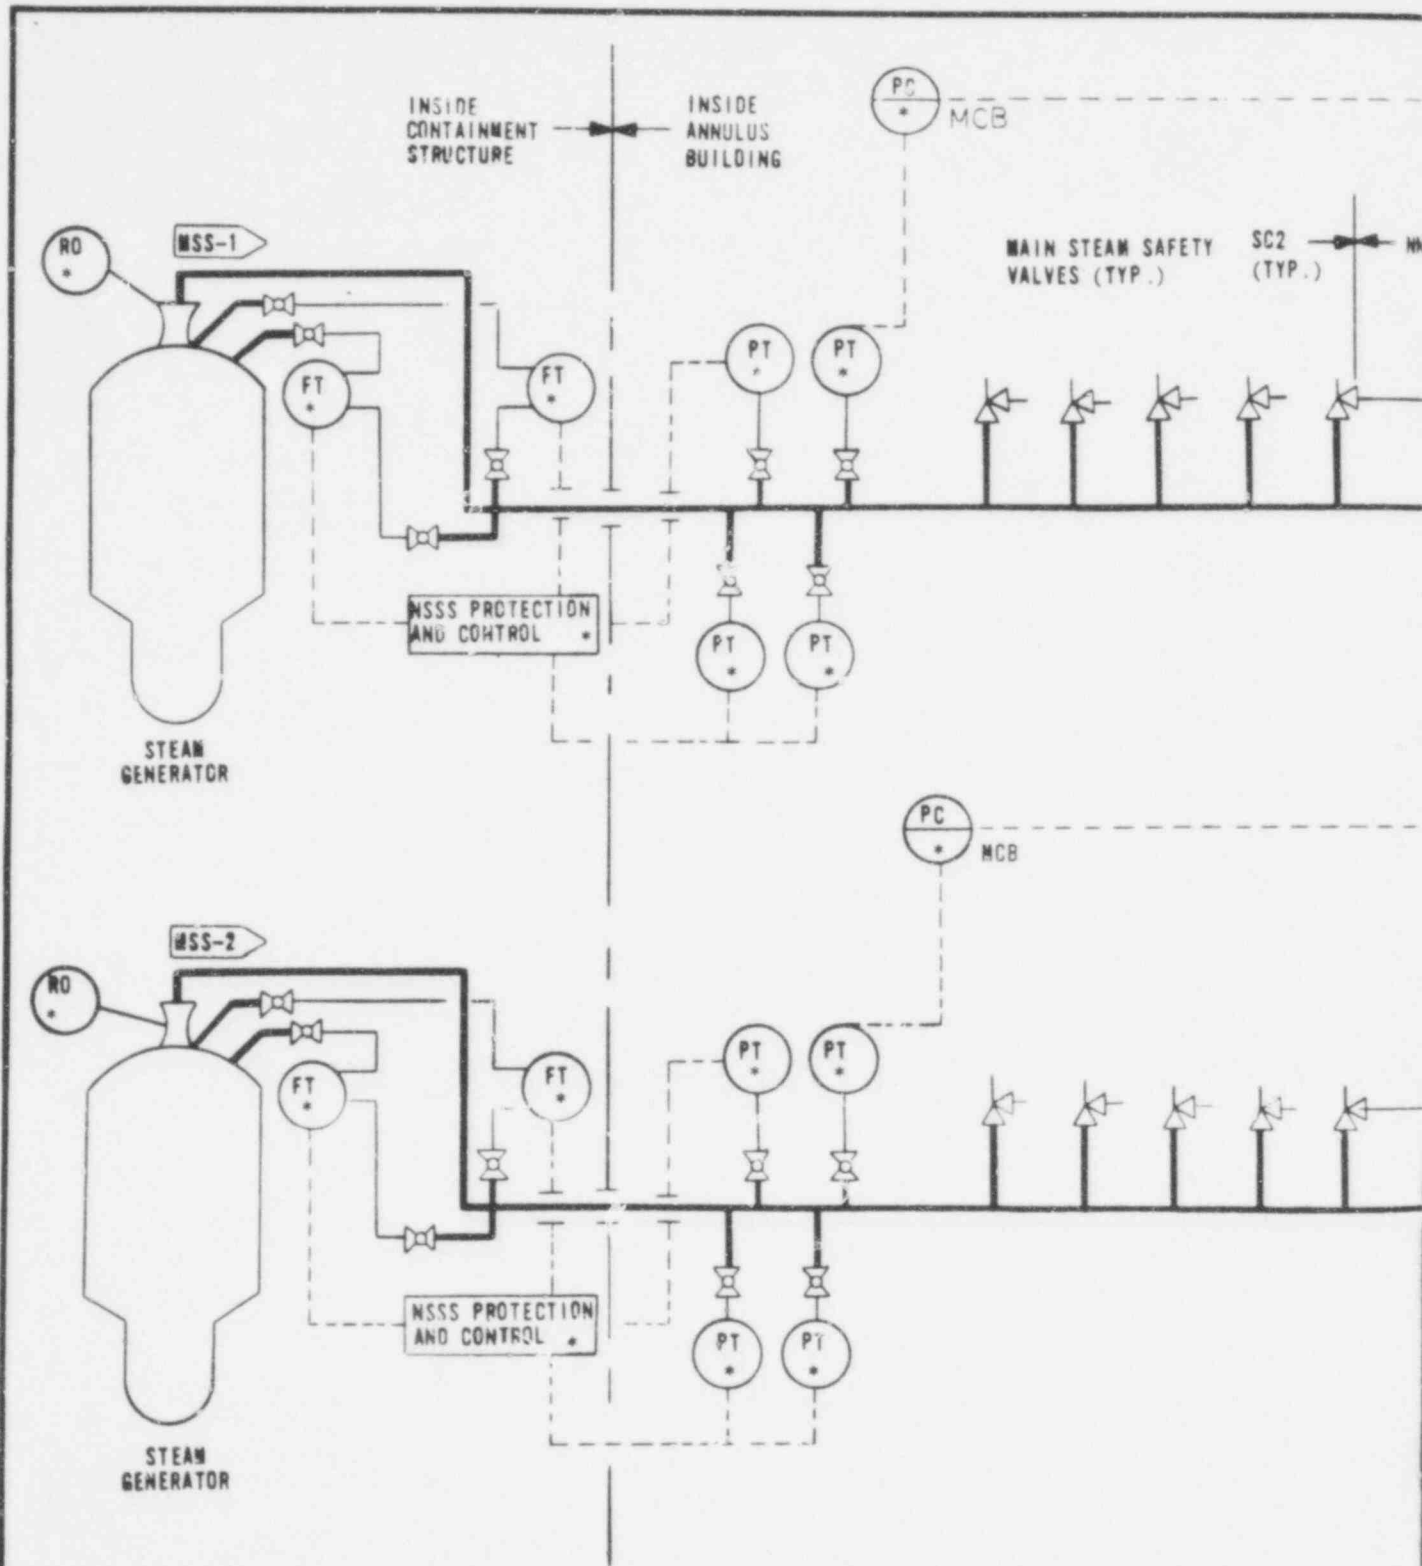 INSIDE
CONTAINMENT
STRUCTURE
INSIDE
ANNULUS
BUILDING
PC
*
MCB
RO
*
MSS-1
MAIN STEAM SAFETY
VALVES (TYP.)
SC2
(TYP.)
FT
*
FT
*
PT
*
PT
*
NSSS PROTECTION
AND CONTROL *
PT
*
PT
*
STEAM
GENERATOR
PC
*
MCB
MSS-2
RO
*
FT
*
FT
*
PT
*
PT
*
NSSS PROTECTION
AND CONTROL *
PT
*
PT
*
STEAM
GENERATOR